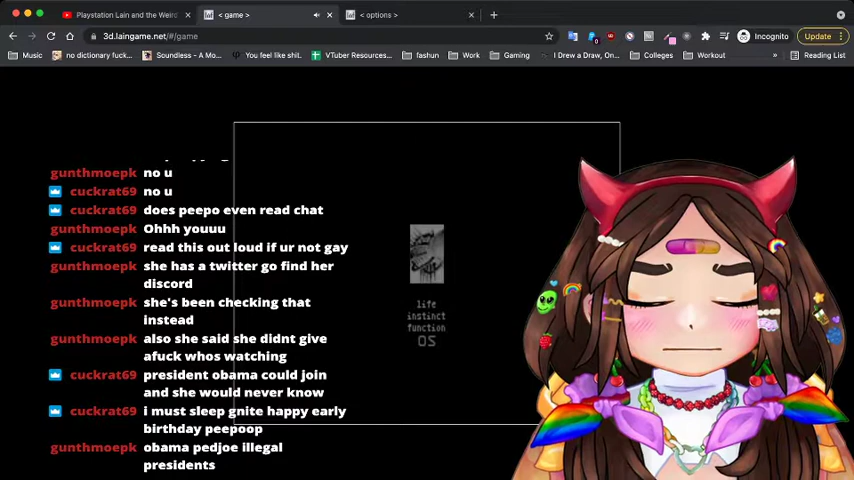 Playstation Lain and the Weird
< game >
< options >
3d.laingame.net/#/game
Incognito
Update
Music
no dictionary fuck...
Soundless - A Mo...
You feel like shit.
VTuber Resources...
fashun
Work
Gaming
I Drew a Draw, On...
Colleges
Workout
»
Reading List
gunthmoepk no u
cuckrat69 no u
cuckrat69 does peepo even read chat
gunthmoepk Ohhh youuu
cuckrat69 read this out loud if ur not gay
gunthmoepk she has a twitter go find her
discord
gunthmoepk she's been checking that
instead
gunthmoepk also she said she didnt give
afuck whos watching
cuckrat69 president obama could join
and she would never know
cuckrat69 i must sleep gnite happy early
birthday peepoop
gunthmoepk obama pedjoe illegal
presidents
life
instinct
function
OS